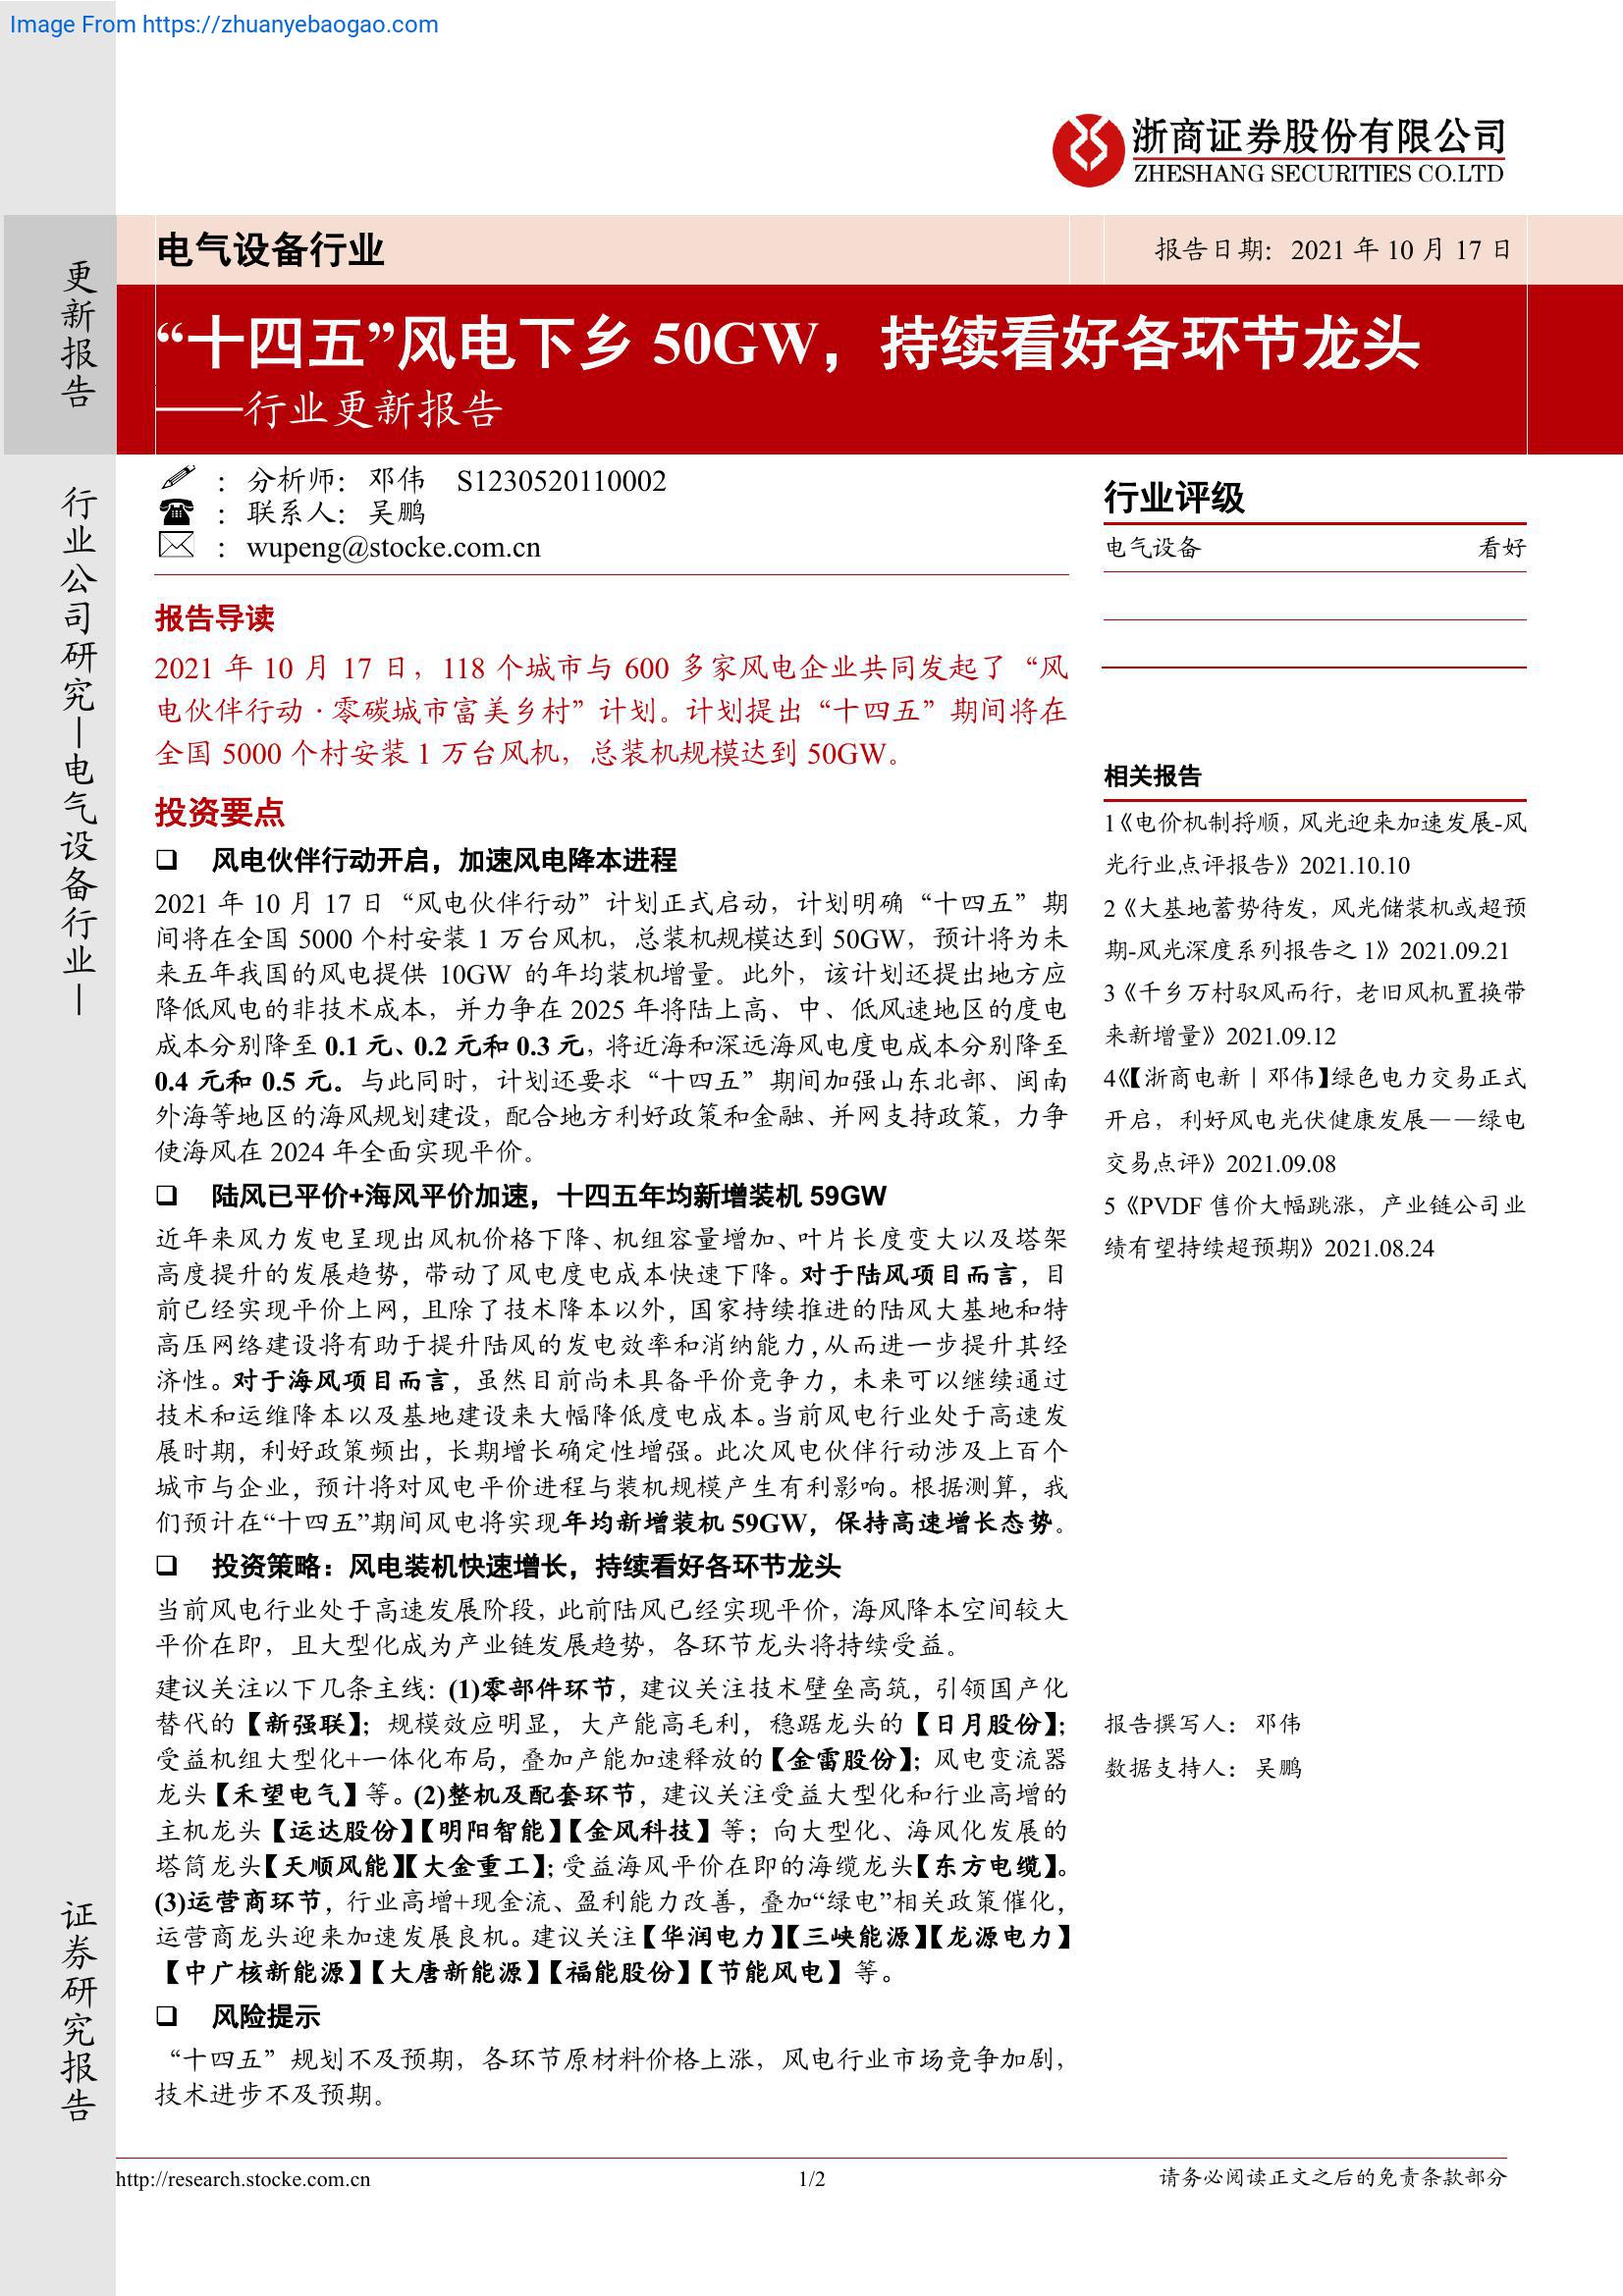 Image From https://zhuanyebaogao.com
浙商证券股份有限公司
ZHESHANG SECURITIES CO.LTD
更新报告
行业公司研究—电气设备行业—
证券研究报告
电气设备行业
报告日期：2021 年 10 月 17 日
“十四五”风电下乡 50GW，持续看好各环节龙头
——行业更新报告
： 分析师： 邓伟 S1230520110002
： 联系人： 吴鹏
： wupeng@stocke.com.cn
报告导读
2021 年 10 月 17 日，118 个城市与 600 多家风电企业共同发起了“风
电伙伴行动·零碳城市富美乡村”计划。计划提出“十四五”期间将在
全国 5000 个村安装 1 万台风机，总装机规模达到 50GW。
投资要点
❑ 风电伙伴行动开启，加速风电降本进程
2021 年 10 月 17 日“风电伙伴行动”计划正式启动，计划明确“十四五”期
间将在全国 5000 个村安装 1 万台风机，总装机规模达到 50GW，预计将为未
来五年我国的风电提供 10GW 的年均装机增量。此外，该计划还提出地方应
降低风电的非技术成本，并力争在 2025 年将陆上高、中、低风速地区的度电
成本分别降至 0.1 元、0.2 元和 0.3 元，将近海和深远海风电度电成本分别降至
0.4 元和 0.5 元。与此同时，计划还要求“十四五”期间加强山东北部、闽南
外海等地区的海风规划建设，配合地方利好政策和金融、并网支持政策，力争
使海风在 2024 年全面实现平价。
❑ 陆风已平价+海风平价加速，十四五年均新增装机 59GW
近年来风力发电呈现出风机价格下降、机组容量增加、叶片长度变大以及塔架
高度提升的发展趋势，带动了风电度电成本快速下降。对于陆风项目而言，目
前已经实现平价上网，且除了技术降本以外，国家持续推进的陆风大基地和特
高压网络建设将有助于提升陆风的发电效率和消纳能力，从而进一步提升其经
济性。对于海风项目而言，虽然目前尚未具备平价竞争力，未来可以继续通过
技术和运维降本以及基地建设来大幅降低度电成本。当前风电行业处于高速发
展时期，利好政策频出，长期增长确定性增强。此次风电伙伴行动涉及上百个
城市与企业，预计将对风电平价进程与装机规模产生有利影响。根据测算，我
们预计在“十四五”期间风电将实现年均新增装机 59GW，保持高速增长态势。
❑ 投资策略：风电装机快速增长，持续看好各环节龙头
当前风电行业处于高速发展阶段，此前陆风已经实现平价，海风降本空间较大
平价在即，且大型化成为产业链发展趋势，各环节龙头将持续受益。
建议关注以下几条主线：(1)零部件环节，建议关注技术壁垒高筑，引领国产化
替代的【新强联】；规模效应明显，大产能高毛利，稳踞龙头的【日月股份】；
受益机组大型化+一体化布局，叠加产能加速释放的【金雷股份】；风电变流器
龙头【禾望电气】等。(2)整机及配套环节，建议关注受益大型化和行业高增的
主机龙头【运达股份】【明阳智能】【金风科技】等；向大型化、海风化发展的
塔筒龙头【天顺风能】【大金重工】；受益海风平价在即的海缆龙头【东方电缆】。
(3)运营商环节，行业高增+现金流、盈利能力改善，叠加“绿电”相关政策催化，
运营商龙头迎来加速发展良机。建议关注【华润电力】【三峡能源】【龙源电力】
【中广核新能源】【大唐新能源】【福能股份】【节能风电】等。
❑ 风险提示
“十四五”规划不及预期，各环节原材料价格上涨，风电行业市场竞争加剧，
技术进步不及预期。
行业评级
电气设备 看好
相关报告
1《电价机制捋顺，风光迎来加速发展-风
光行业点评报告》2021.10.10
2《大基地蓄势待发，风光储装机或超预
期-风光深度系列报告之 1》2021.09.21
3《千乡万村驭风而行，老旧风机置换带
来新增量》2021.09.12
4《【浙商电新｜邓伟】绿色电力交易正式
开启，利好风电光伏健康发展——绿电
交易点评》2021.09.08
5《PVDF 售价大幅跳涨，产业链公司业
绩有望持续超预期》2021.08.24
报告撰写人： 邓伟
数据支持人： 吴鹏
http://research.stocke.com.cn
1/2
请务必阅读正文之后的免责条款部分